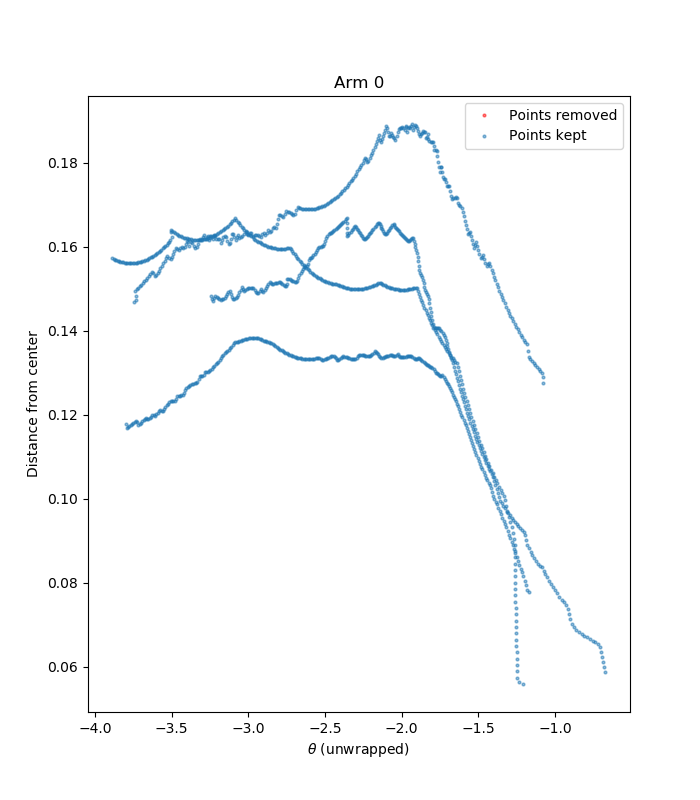 Arm 0
Points removed
Points kept
0.18
0.16
0.14
0.12
0.10
0.08
0.06
Distance from center
−4.0 −3.5 −3.0 −2.5 −2.0 −1.5 −1.0
θ (unwrapped)